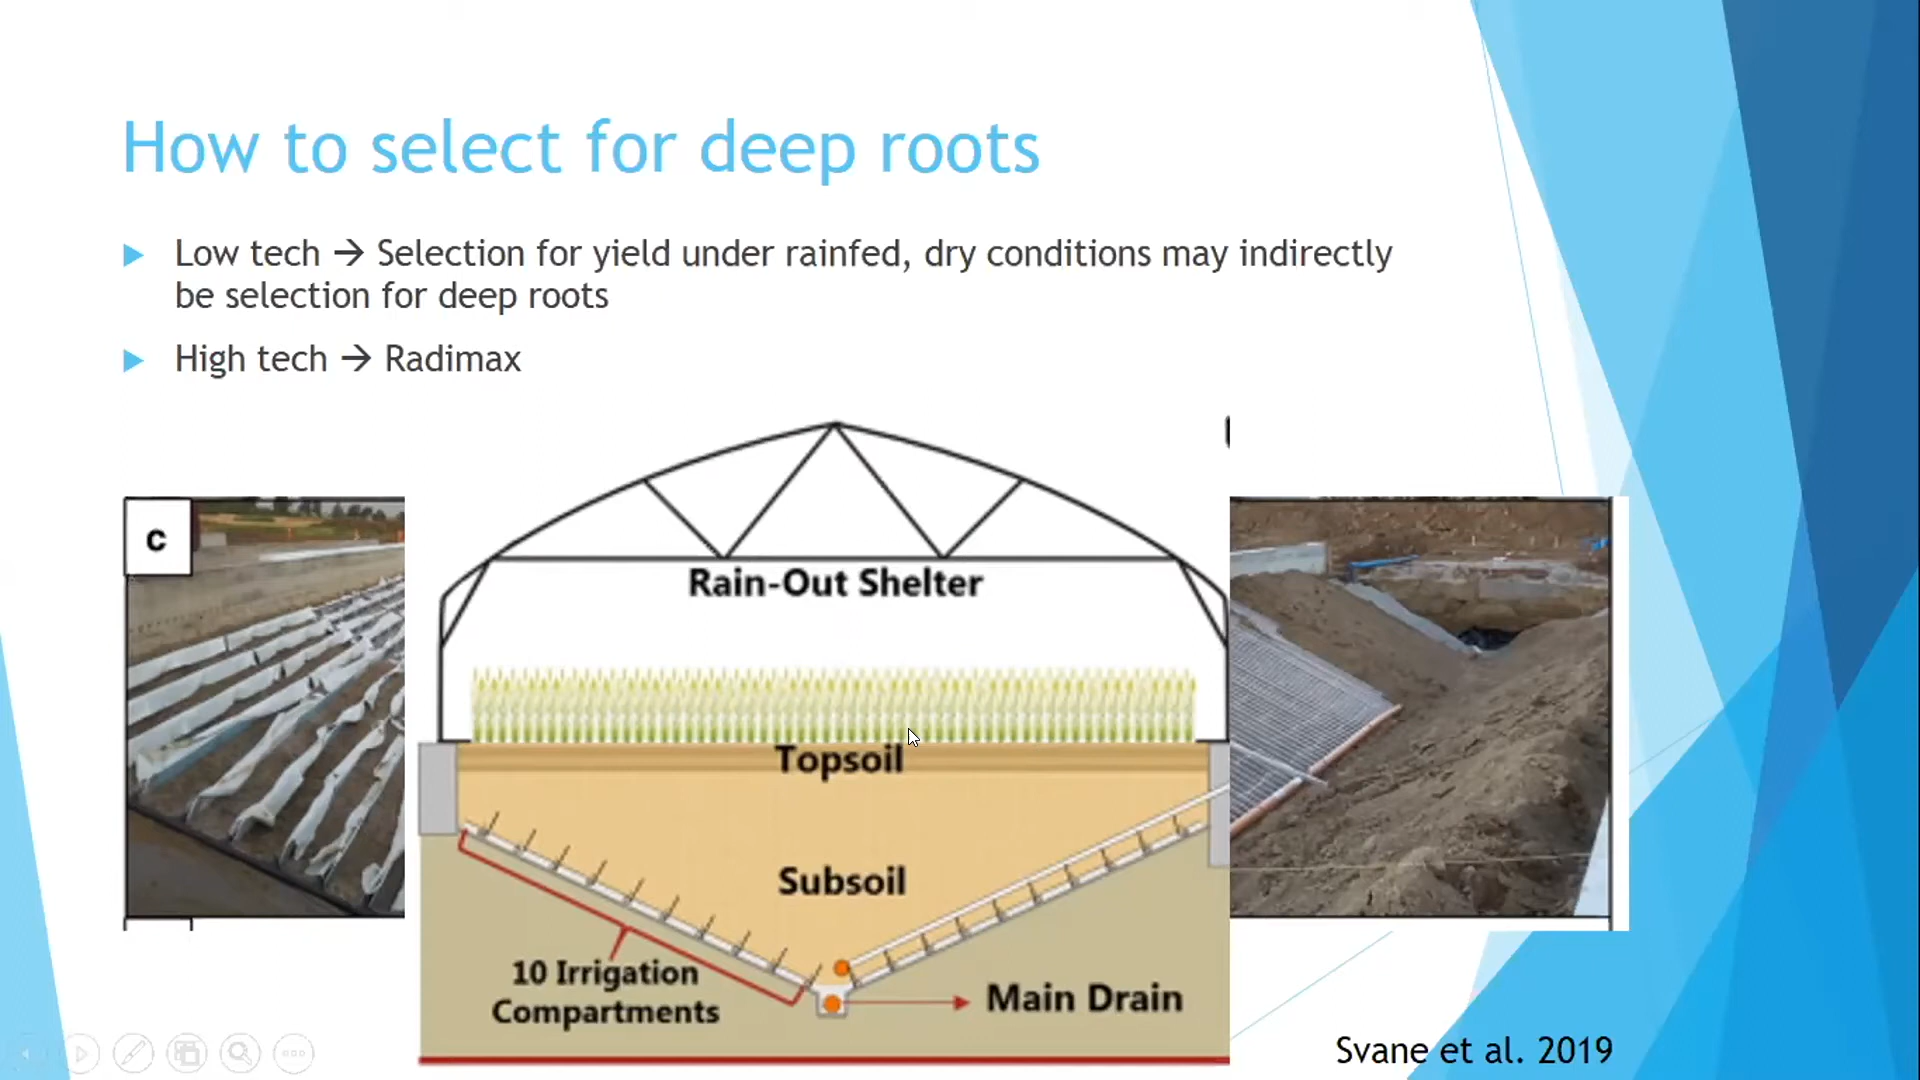 How to select for deep roots
Low tech → Selection for yield under rainfed, dry conditions may indirectly
be selection for deep roots
High tech → Radimax
c
Rain-Out Shelter
Topsoil
Subsoil
10 Irrigation
Compartments
Main Drain
Svane et al. 2019